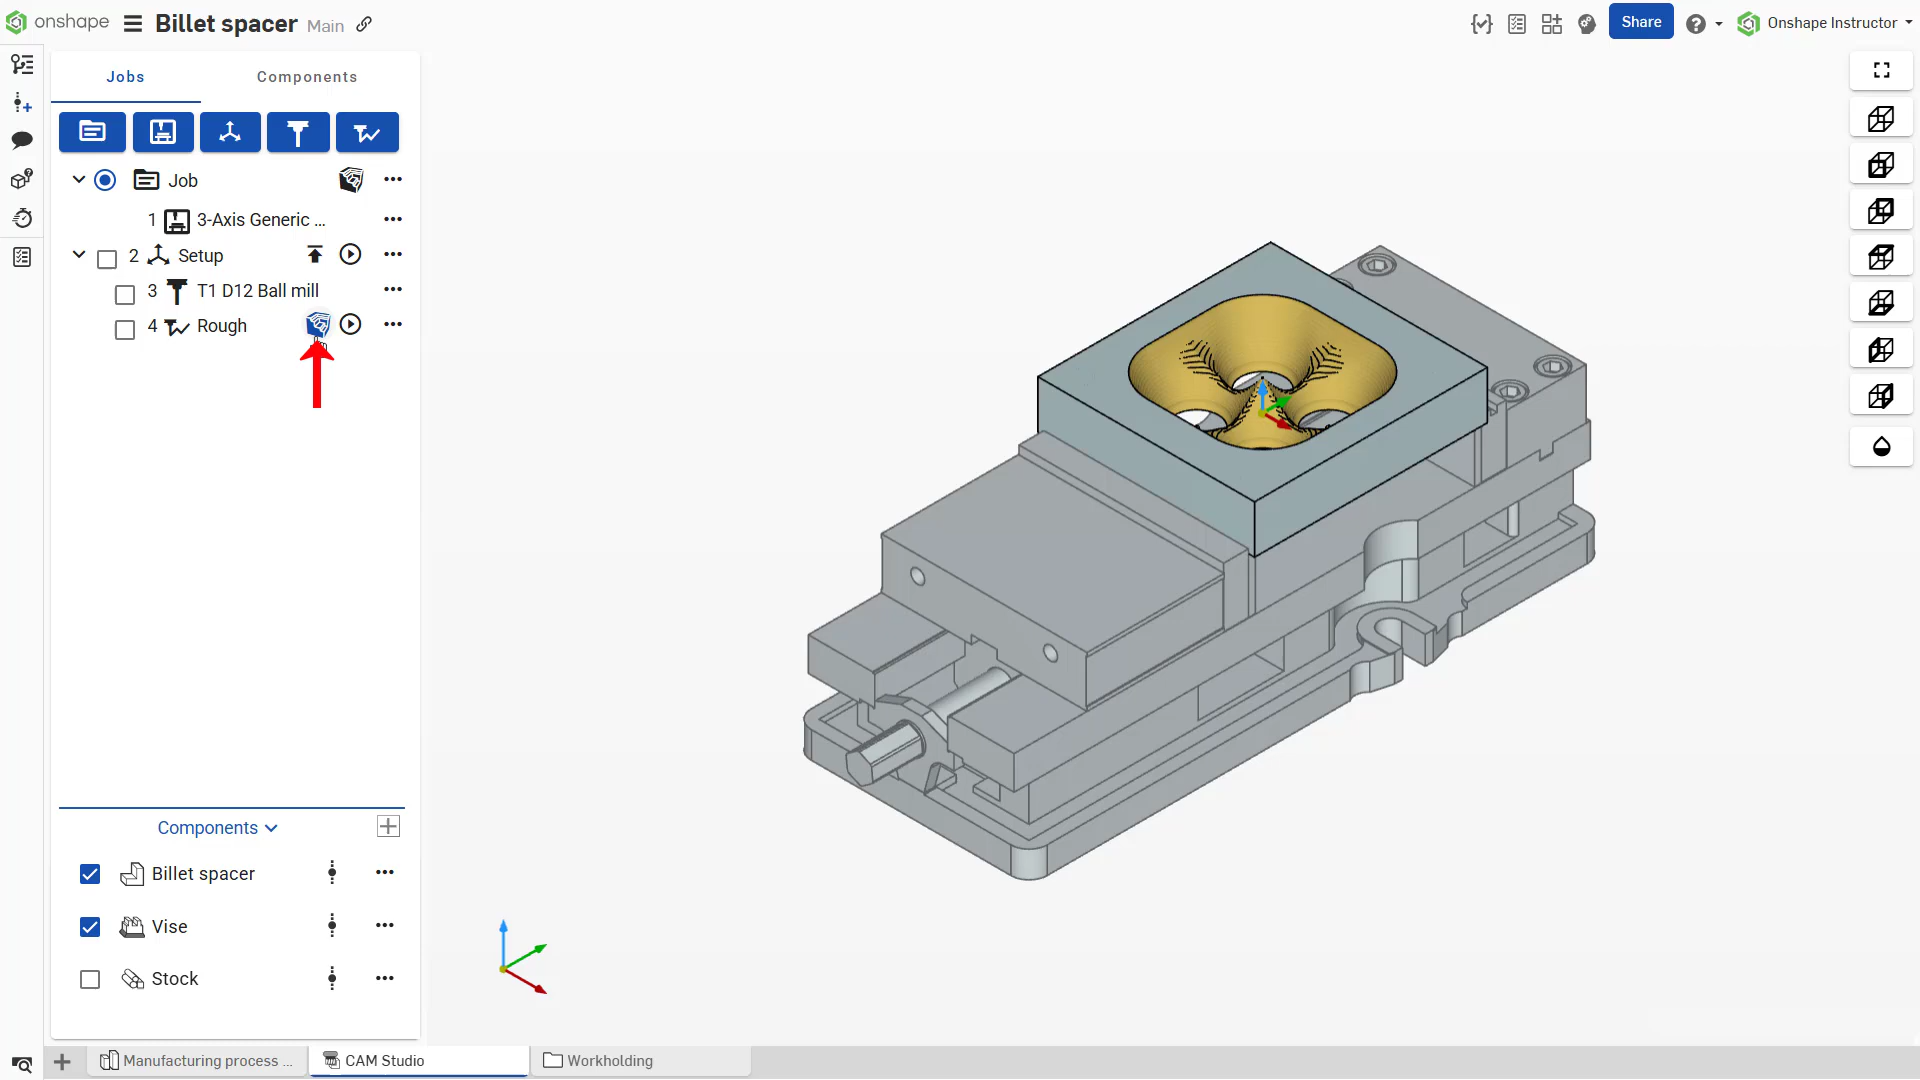 onshape
Billet spacer Main
Share
Onshape Instructor
Jobs
Components
Job
1 3-Axis Generic ...
2 Setup
3 T1 D12 Ball mill
4 Rough
Components
Billet spacer
Vise
Stock
Manufacturing process ...
CAM Studio
Workholding